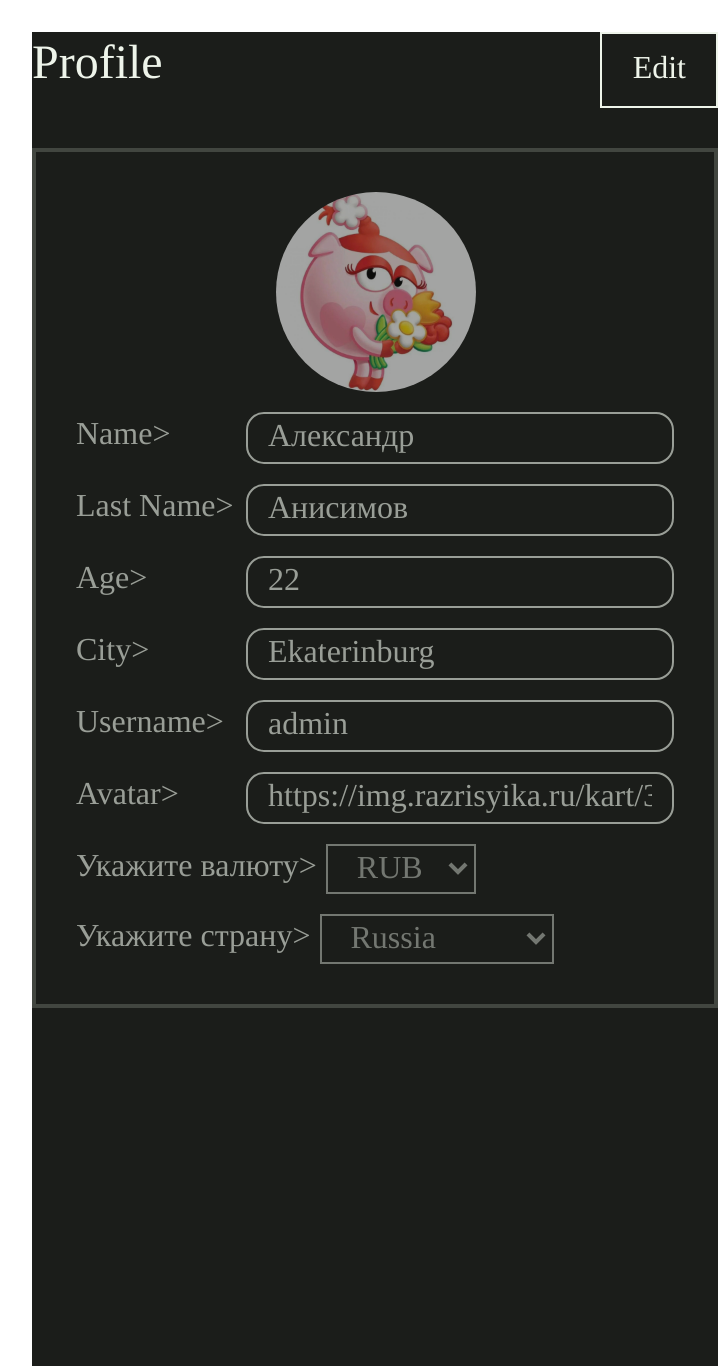 Profile
Edit
Name> Александр
Last Name> Анисимов
Age> 22
City> Ekaterinburg
Username> admin
Avatar> https://img.razrisyika.ru/kart/3
Укажите валюту> RUB
Укажите страну> Russia